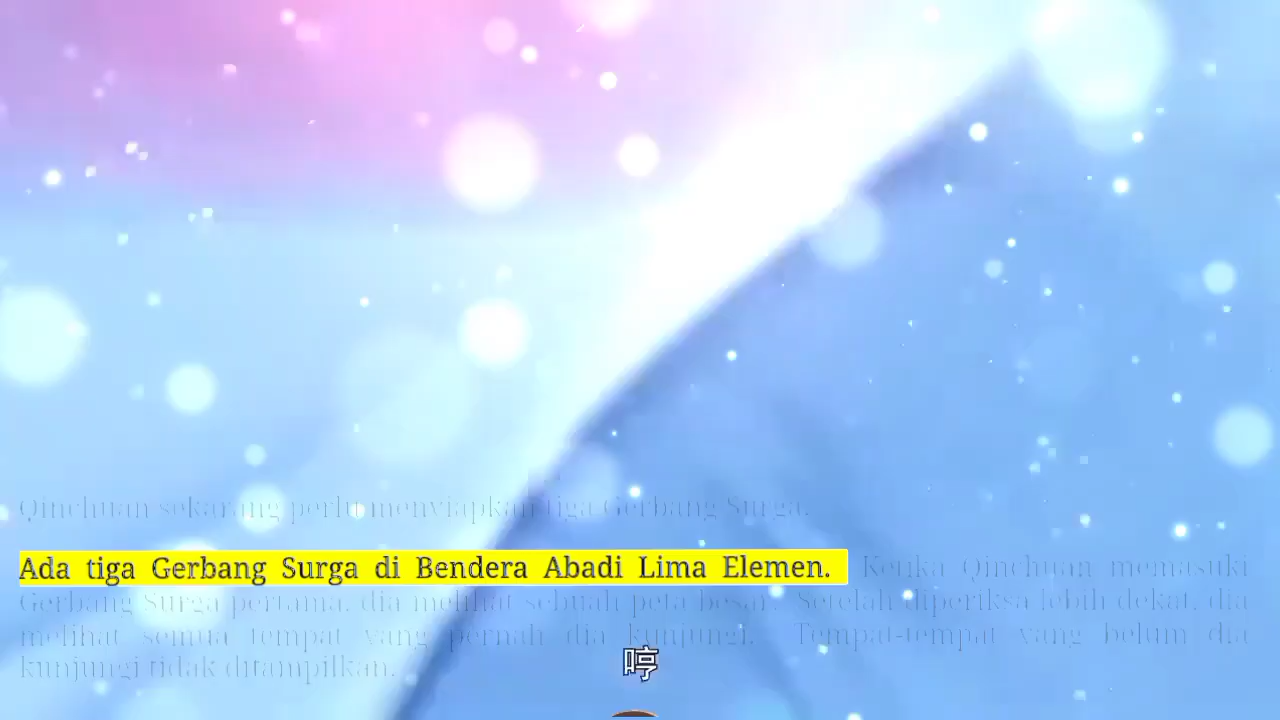 Qinchuan sekarang perlu menyiapkan tiga Gerbang Surga.
Ada tiga Gerbang Surga di Bendera Abadi Lima Elemen. Ketika Qinchuan memasuki
Gerbang Surga pertama, dia melihat sebuah peta besar. Setelah diperiksa lebih dekat, dia
melihat semua tempat yang pernah dia kunjungi. Tempat-tempat yang belum dia
kunjungi tidak ditampilkan.
哼